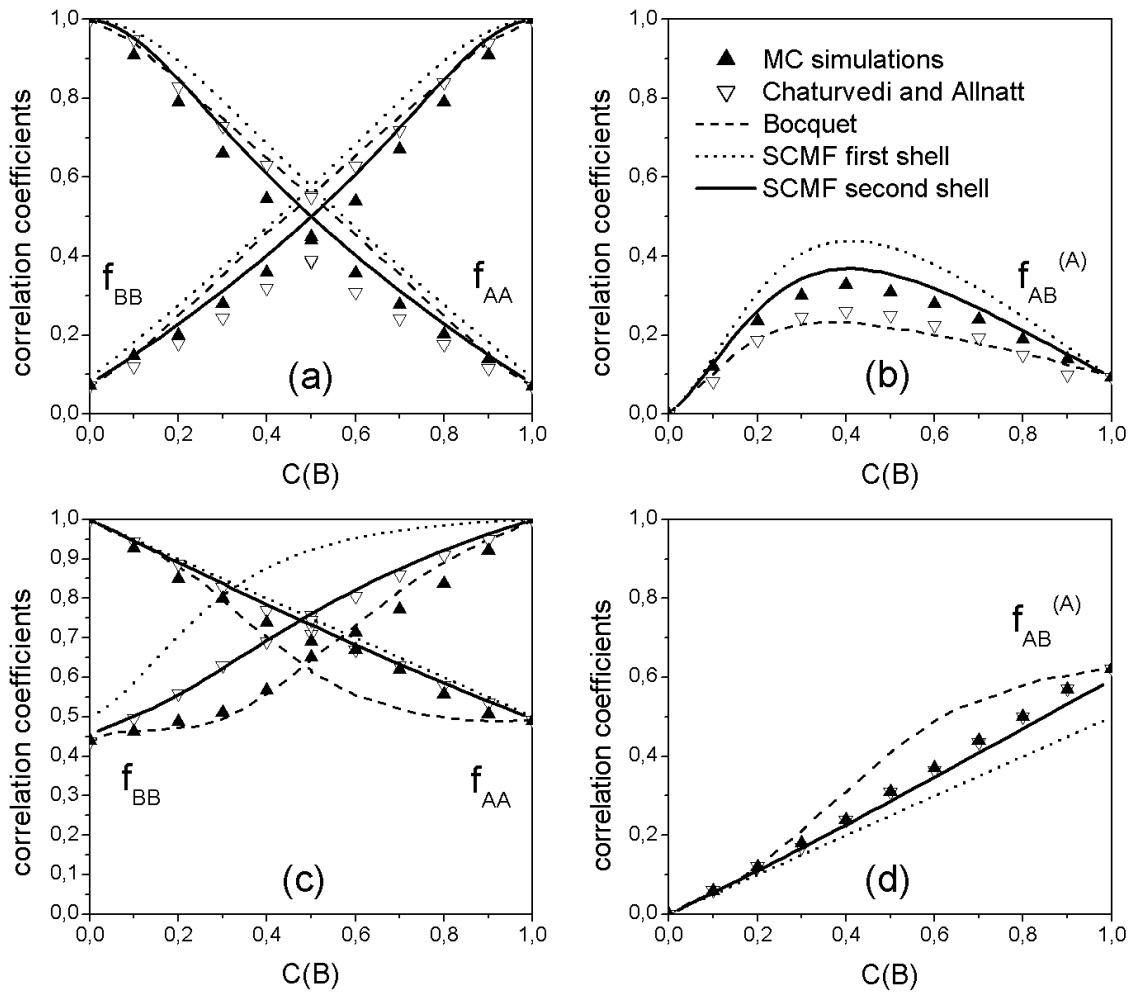 correlation coefficients
1,0
0,8
0,6
0,4
0,2
0,0
f BB
f AA
(a)
0,0 0,2 0,4 0,6 0,8 1,0
C(B)
correlation coefficients
1,0
0,8
0,6
0,4
0,2
0,0
MC simulations
Chaturvedi and Allnatt
Bocquet
SCMF first shell
SCMF second shell
f AB (A)
(b)
0,0 0,2 0,4 0,6 0,8 1,0
C(B)
correlation coefficients
1,0
0,9
0,8
0,7
0,6
0,5
0,4
0,3
0,2
0,1
0,0
f BB
f AA
(c)
0,0 0,2 0,4 0,6 0,8 1,0
C(B)
correlation coefficients
1,0
0,8
0,6
0,4
0,2
0,0
f AB (A)
(d)
0,0 0,2 0,4 0,6 0,8 1,0
C(B)